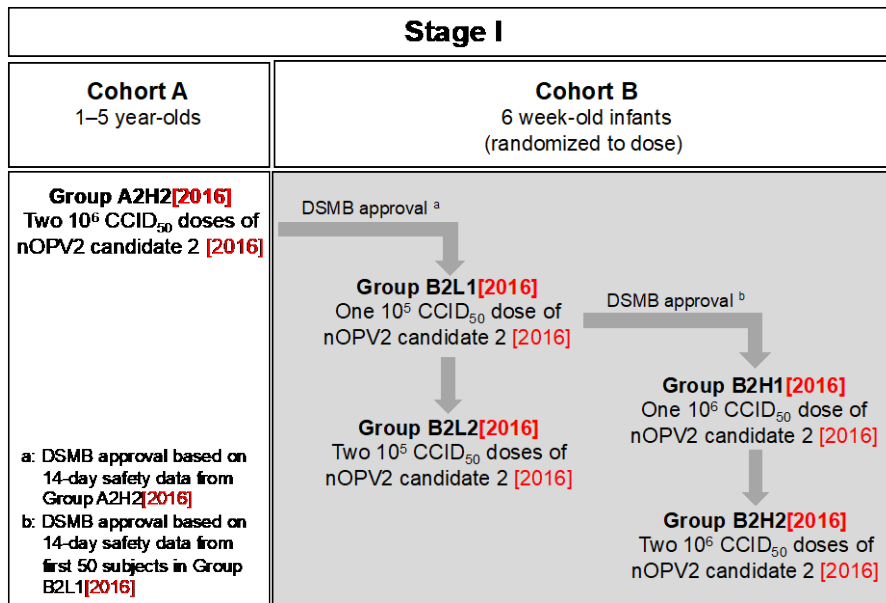 Stage I
Cohort A
1–5 year-olds
Cohort B
6 week-old infants
(randomized to dose)
Group A2H2[2016]
Two 10⁶ CCID₅₀ doses of
nOPV2 candidate 2 [2016]
DSMB approval ᵃ
Group B2L1[2016]
One 10⁵ CCID₅₀ dose of
nOPV2 candidate 2 [2016]
DSMB approval ᵇ
Group B2L2[2016]
Two 10⁵ CCID₅₀ doses of
nOPV2 candidate 2 [2016]
Group B2H1[2016]
One 10⁶ CCID₅₀ dose of
nOPV2 candidate 2 [2016]
Group B2H2[2016]
Two 10⁶ CCID₅₀ doses of
nOPV2 candidate 2 [2016]
a: DSMB approval based on
14-day safety data from
Group A2H2[2016]
b: DSMB approval based on
14-day safety data from
first 50 subjects in Group
B2L1[2016]